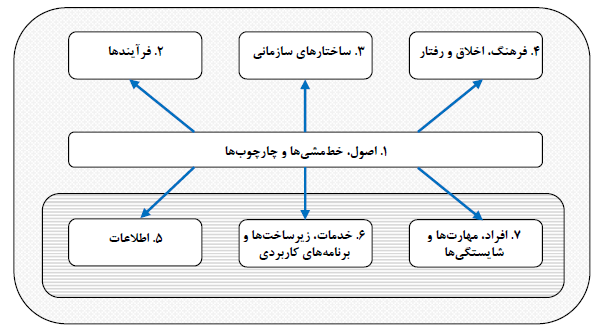 ۲. فرآیندها
۳. ساختارهای سازمانی
۴. فرهنگ، اخلاق و رفتار
۱. اصول، خط‌مشی‌ها و چارچوب‌ها
۵. اطلاعات
۶. خدمات، زیرساخت‌ها و
برنامه‌های کاربردی
۷. افراد، مهارت‌ها و
شایستگی‌ها